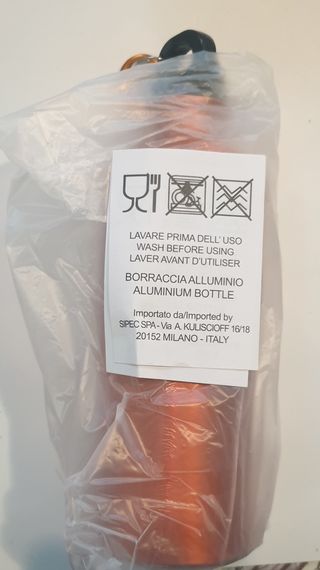 LAVARE PRIMA DELL' USO
WASH BEFORE USING
LAVER AVANT D'UTILISER
BORRACCIA ALLUMINIO
ALUMINIUM BOTTLE
Importato da/Imported by
SIPEC SPA - Via A. KULISCIOFF 16/18
20152 MILANO - ITALY